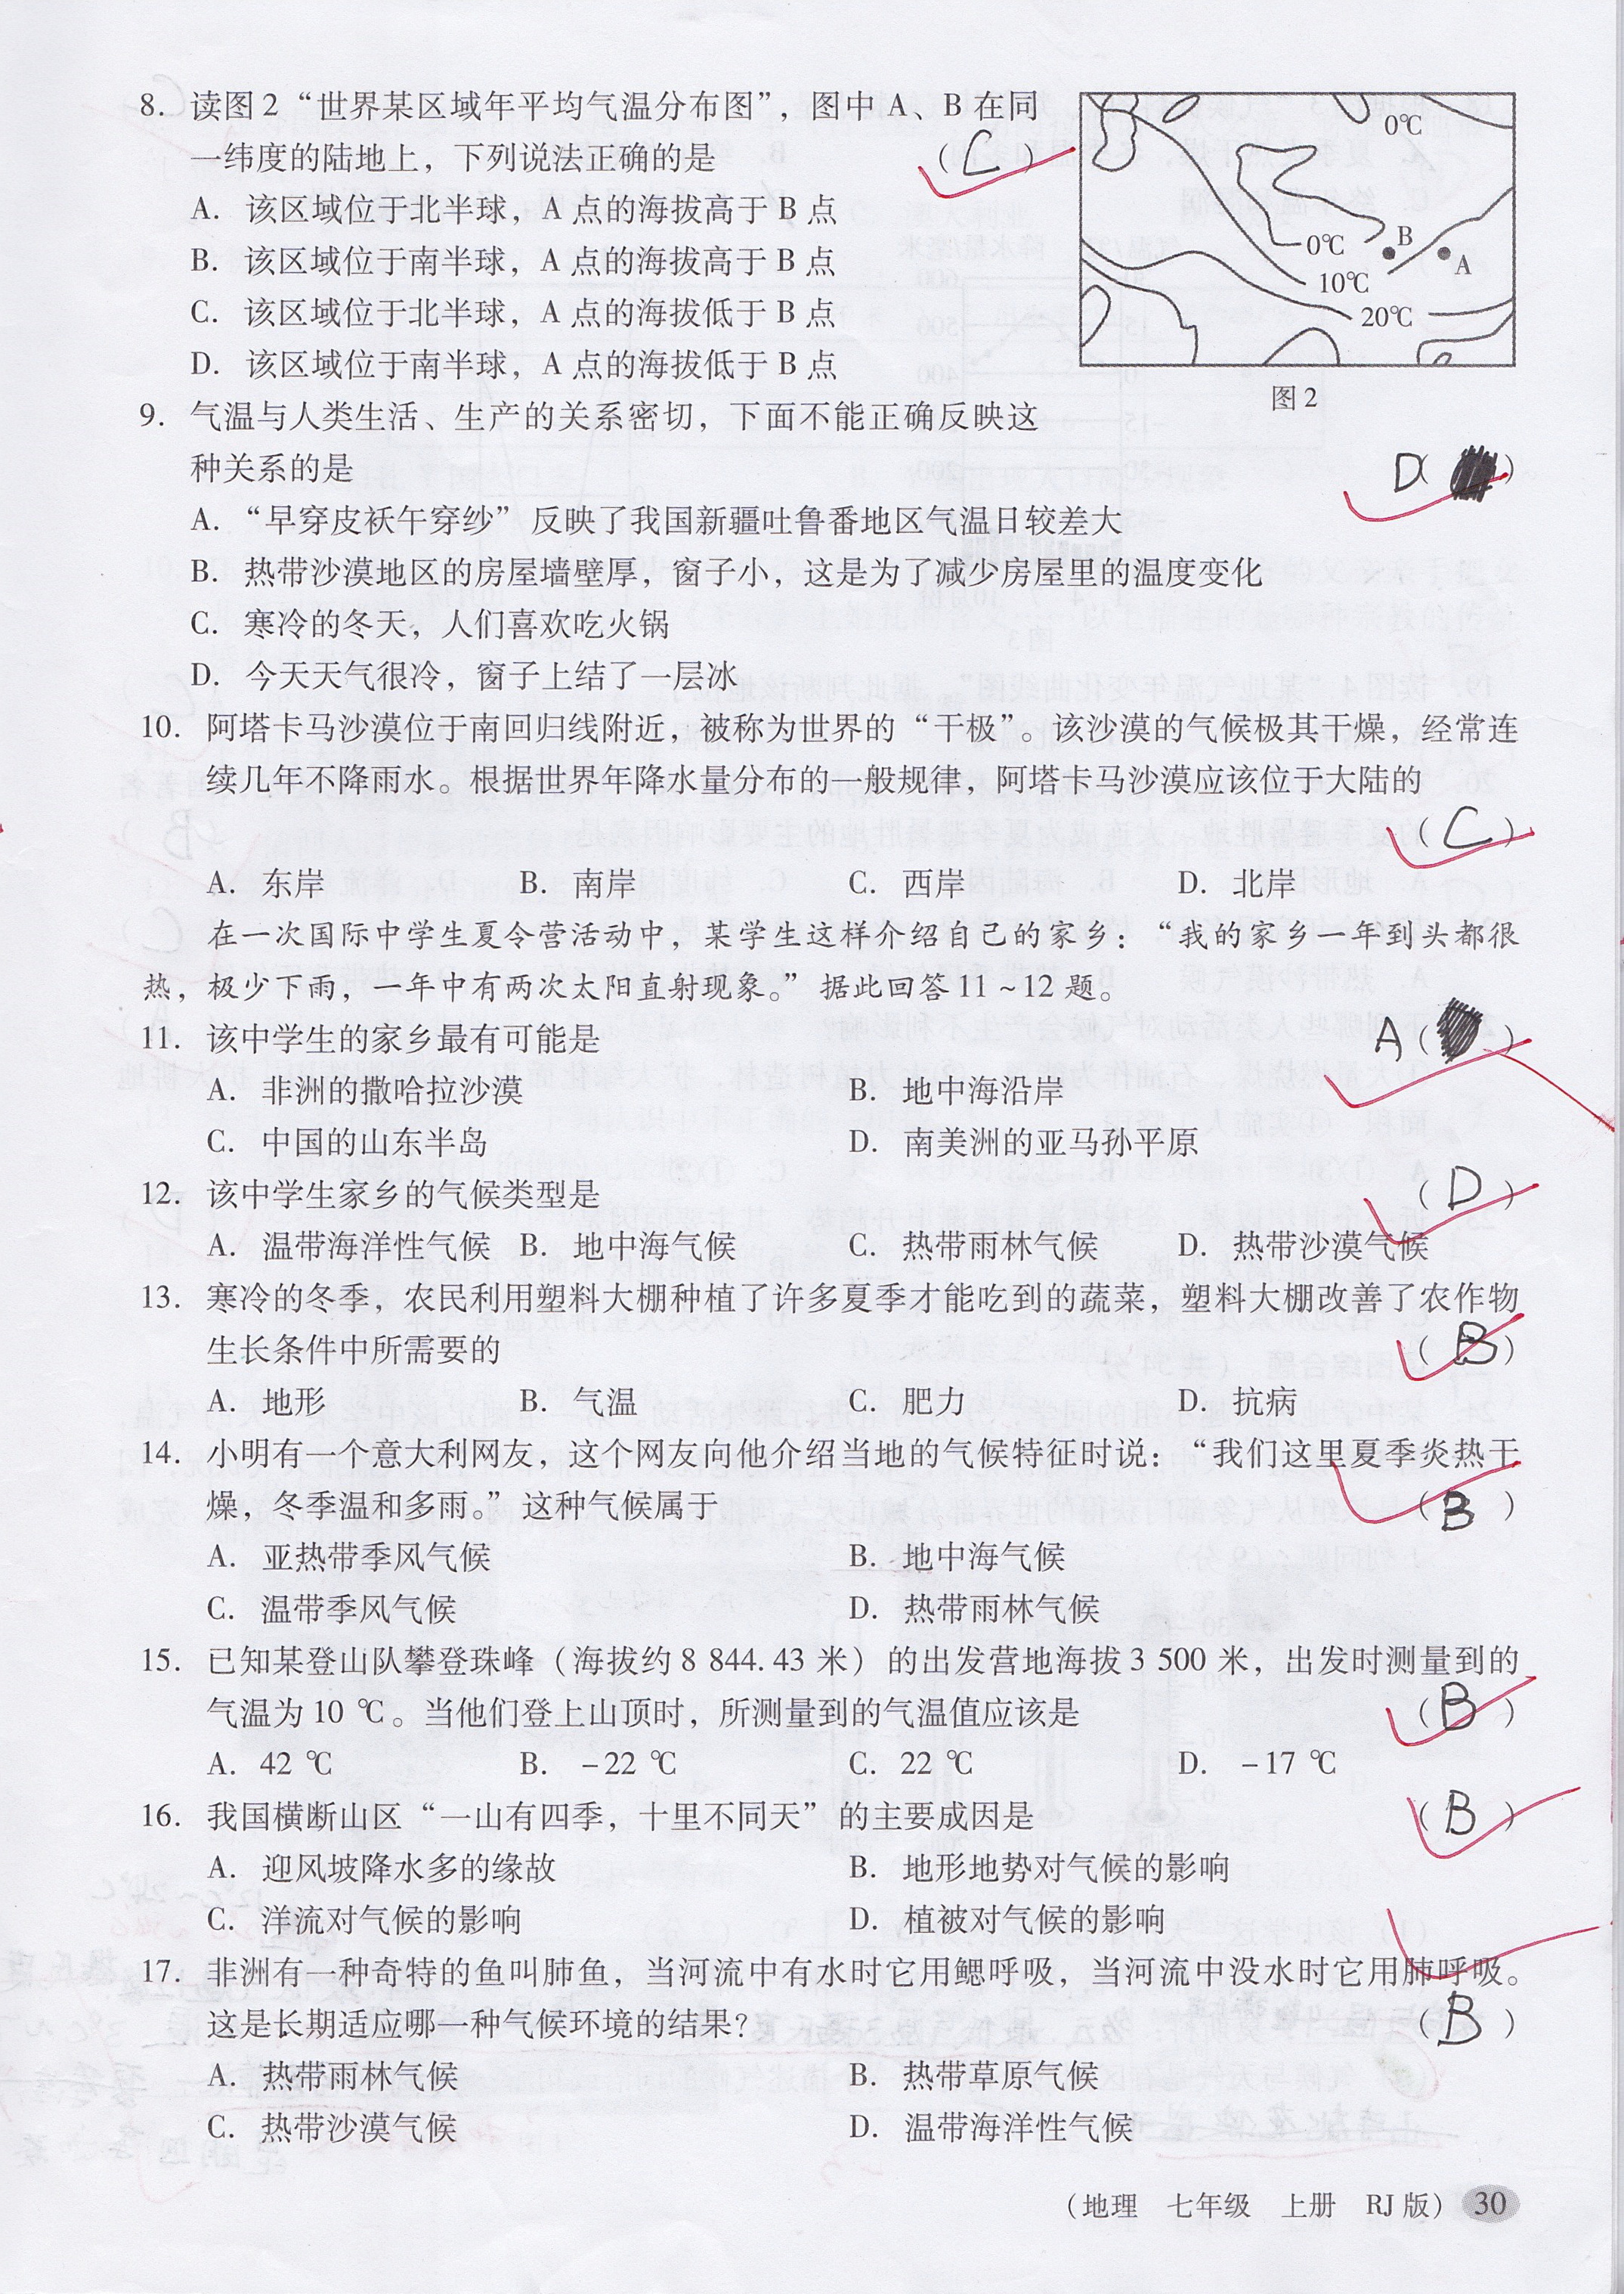 8. 读图2“世界某区域年平均气温分布图”，图中A、B在同
一纬度的陆地上，下列说法正确的是 （ C ）
A. 该区域位于北半球，A点的海拔高于B点
B. 该区域位于南半球，A点的海拔高于B点
C. 该区域位于北半球，A点的海拔低于B点
D. 该区域位于南半球，A点的海拔低于B点
0℃
0℃
B
A
10℃
20℃
图2
9. 气温与人类生活、生产的关系密切，下面不能正确反映这
种关系的是 D（ ）
A. “早穿皮袄午穿纱”反映了我国新疆吐鲁番地区气温日较差大
B. 热带沙漠地区的房屋墙壁厚，窗子小，这是为了减少房屋里的温度变化
C. 寒冷的冬天，人们喜欢吃火锅
D. 今天天气很冷，窗子上结了一层冰
10. 阿塔卡马沙漠位于南回归线附近，被称为世界的“干极”。该沙漠的气候极其干燥，经常连
续几年不降雨水。根据世界年降水量分布的一般规律，阿塔卡马沙漠应该位于大陆的
（ C ）
A. 东岸 B. 南岸 C. 西岸 D. 北岸
在一次国际中学生夏令营活动中，某学生这样介绍自己的家乡：“我的家乡一年到头都很
热，极少下雨，一年中有两次太阳直射现象。”据此回答11~12题。
11. 该中学生的家乡最有可能是 A（ ）
A. 非洲的撒哈拉沙漠 B. 地中海沿岸
C. 中国的山东半岛 D. 南美洲的亚马孙平原
12. 该中学生家乡的气候类型是 （ D ）
A. 温带海洋性气候 B. 地中海气候 C. 热带雨林气候 D. 热带沙漠气候
13. 寒冷的冬季，农民利用塑料大棚种植了许多夏季才能吃到的蔬菜，塑料大棚改善了农作物
生长条件中所需要的 （ B ）
A. 地形 B. 气温 C. 肥力 D. 抗病
14. 小明有一个意大利网友，这个网友向他介绍当地的气候特征时说：“我们这里夏季炎热干
燥，冬季温和多雨。”这种气候属于 （ B ）
A. 亚热带季风气候 B. 地中海气候
C. 温带季风气候 D. 热带雨林气候
15. 已知某登山队攀登珠峰（海拔约8 844.43米）的出发营地海拔3 500米，出发时测量到的
气温为10 ℃。当他们登上山顶时，所测量到的气温值应该是 （ B ）
A. 42 ℃ B. -22 ℃ C. 22 ℃ D. -17 ℃
16. 我国横断山区“一山有四季，十里不同天”的主要成因是 （ B ）
A. 迎风坡降水多的缘故 B. 地形地势对气候的影响
C. 洋流对气候的影响 D. 植被对气候的影响
17. 非洲有一种奇特的鱼叫肺鱼，当河流中有水时它用鳃呼吸，当河流中没水时它用肺呼吸。
这是长期适应哪一种气候环境的结果？ （ B ）
A. 热带雨林气候 B. 热带草原气候
C. 热带沙漠气候 D. 温带海洋性气候
（地理 七年级 上册 RJ版） 30